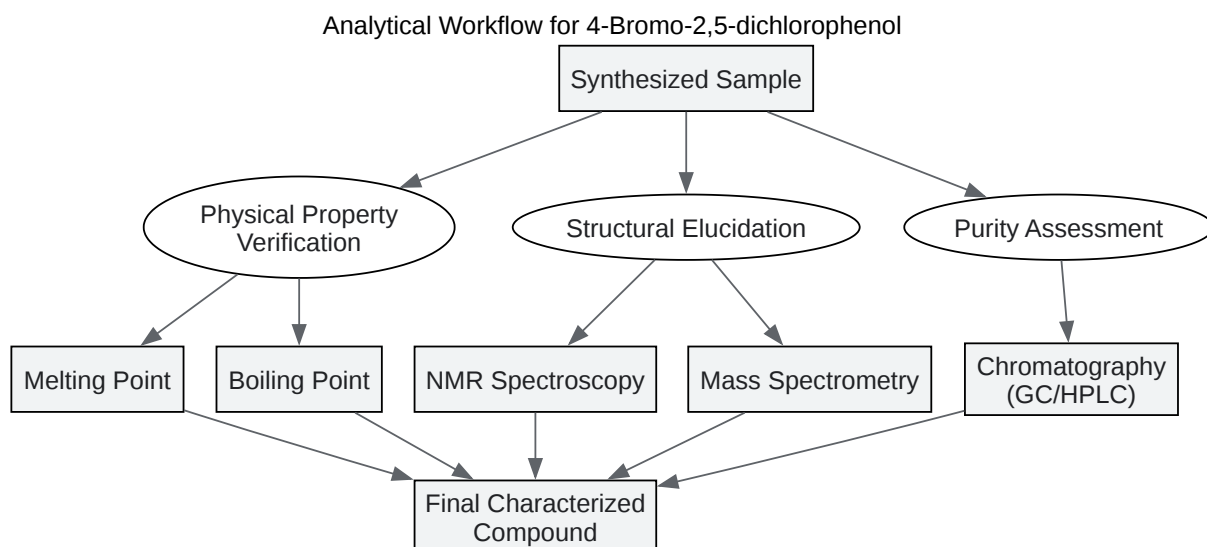 Analytical Workflow for 4-Bromo-2,5-dichlorophenol
Synthesized Sample
Physical Property
Verification
Structural Elucidation
Purity Assessment
Melting Point
Boiling Point
NMR Spectroscopy
Mass Spectrometry
Chromatography
(GC/HPLC)
Final Characterized
Compound